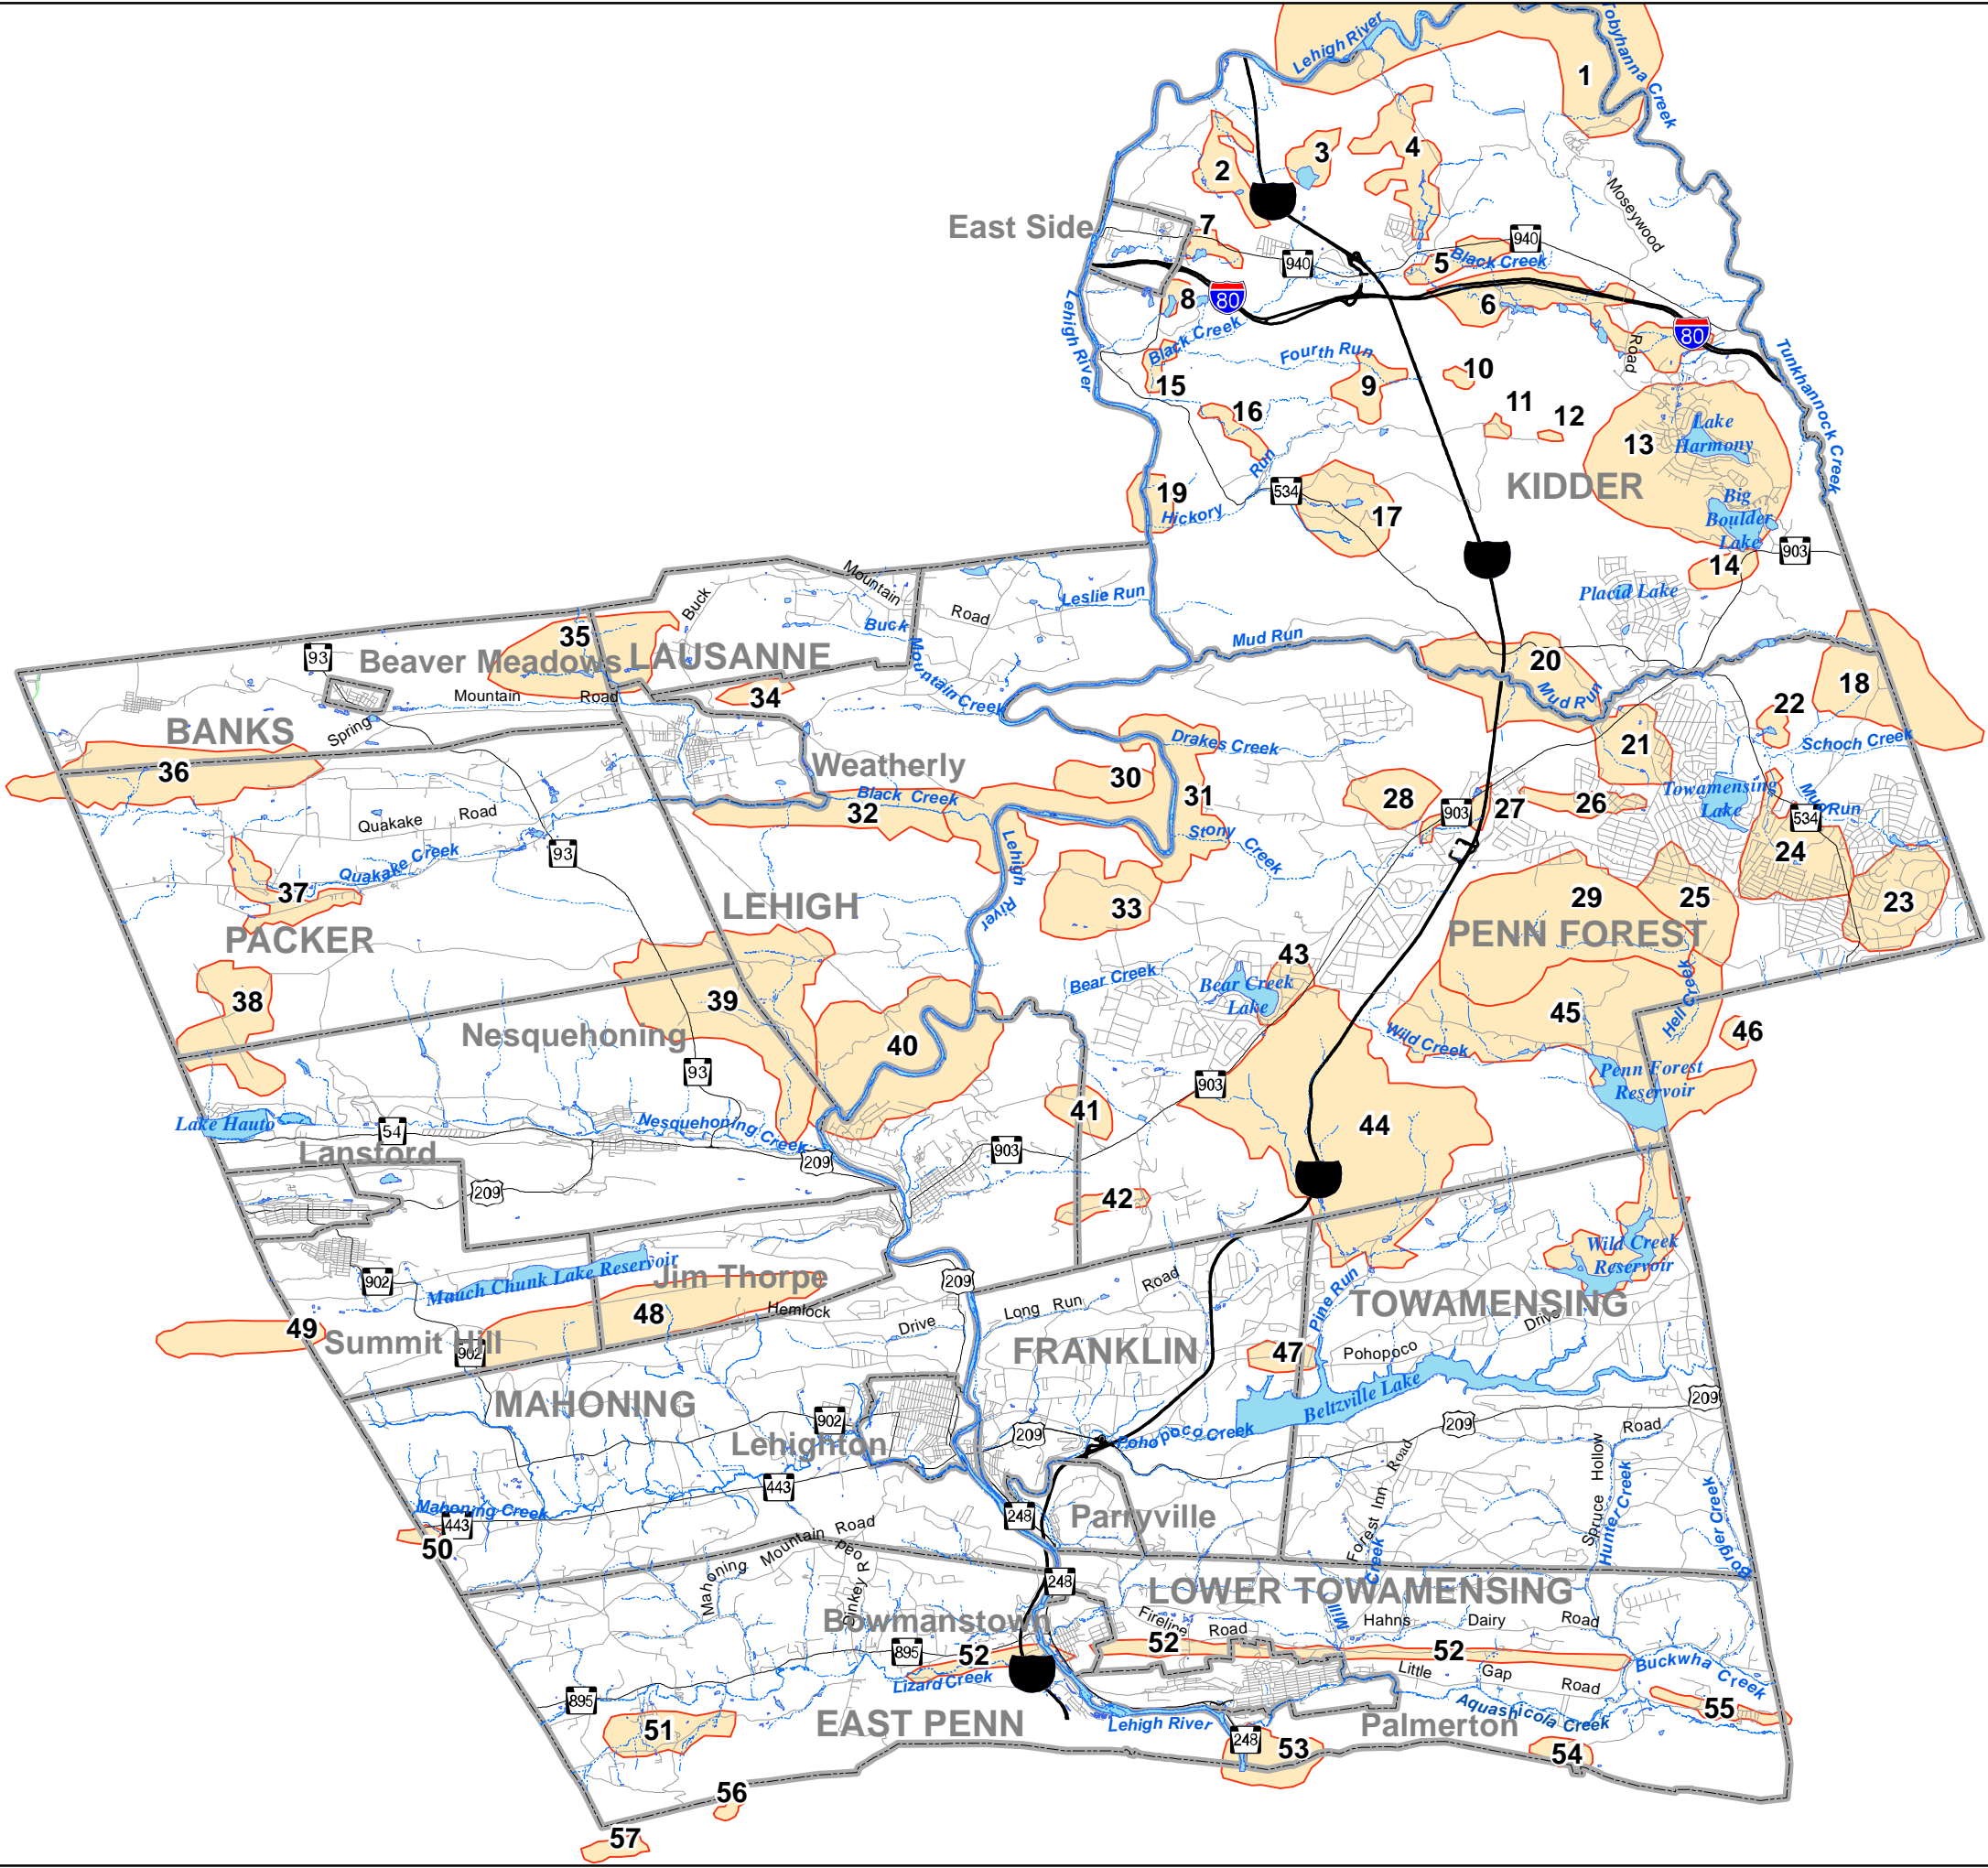 Lehigh River
Tobyhanna Creek
1
2
3
4
Moseywood
Road
East Side
7
940
940
5
Black Creek
6
8
80
80
Lehigh River
Black Creek
Fourth Run
Tunkhannock Creek
15
9
10
16
11
12
13
Lake
Harmony
KIDDER
Run
534
19
Hickory
17
Big
Boulder
Lake
903
14
Placid Lake
Mountain
Road
Buck
Leslie Run
Buck
Mountain Creek
Mud Run
35
93
Beaver Meadows
LAUSANNE
Mountain
Road
34
20
Mud Run
18
22
Schoch Creek
BANKS
Spring
36
Weatherly
Drakes Creek
30
31
21
Black Creek
32
28
903
27
26
Towamensing
Lake
Mud Run
534
Quakake
Road
93
Quakake Creek
37
Stony
Creek
Lehigh
River
24
LEHIGH
33
29
25
23
PACKER
PENN FOREST
43
38
39
Bear Creek
Bear Creek
Lake
Nesquehoning
40
45
Hell Creek
46
Wild Creek
93
903
Penn Forest
Reservoir
41
44
Lake Hauto
54
Nesquehoning Creek
Lansford
209
903
209
42
Wild Creek
Reservoir
902
Mauch Chunk Lake Reservoir
Jim Thorpe
209
Long Run
Road
Pine Run
TOWAMENSING
Drive
49
Summit Hill
902
48
Hemlock
Drive
FRANKLIN
47
Pohopoco
Beltzville Lake
209
MAHONING
902
Lehighton
209
Pohopoco Creek
209
Road
443
Mahoning Creek
443
50
248
Parryville
Forest Inn
Road
Spruce Hollow
Hunter Creek
Borger Creek
Mahoning
Mountain
Road
Dinkey Road
248
LOWER TOWAMENSING
Mill
Creek
Bowmanstown
Fireline
Road
Hahns
Dairy
Road
895
52
52
52
Lizard Creek
Little
Gap
Road
Buckwha Creek
895
51
EAST PENN
Lehigh River
Aquashicola Creek
Palmerton
55
248
53
54
56
57